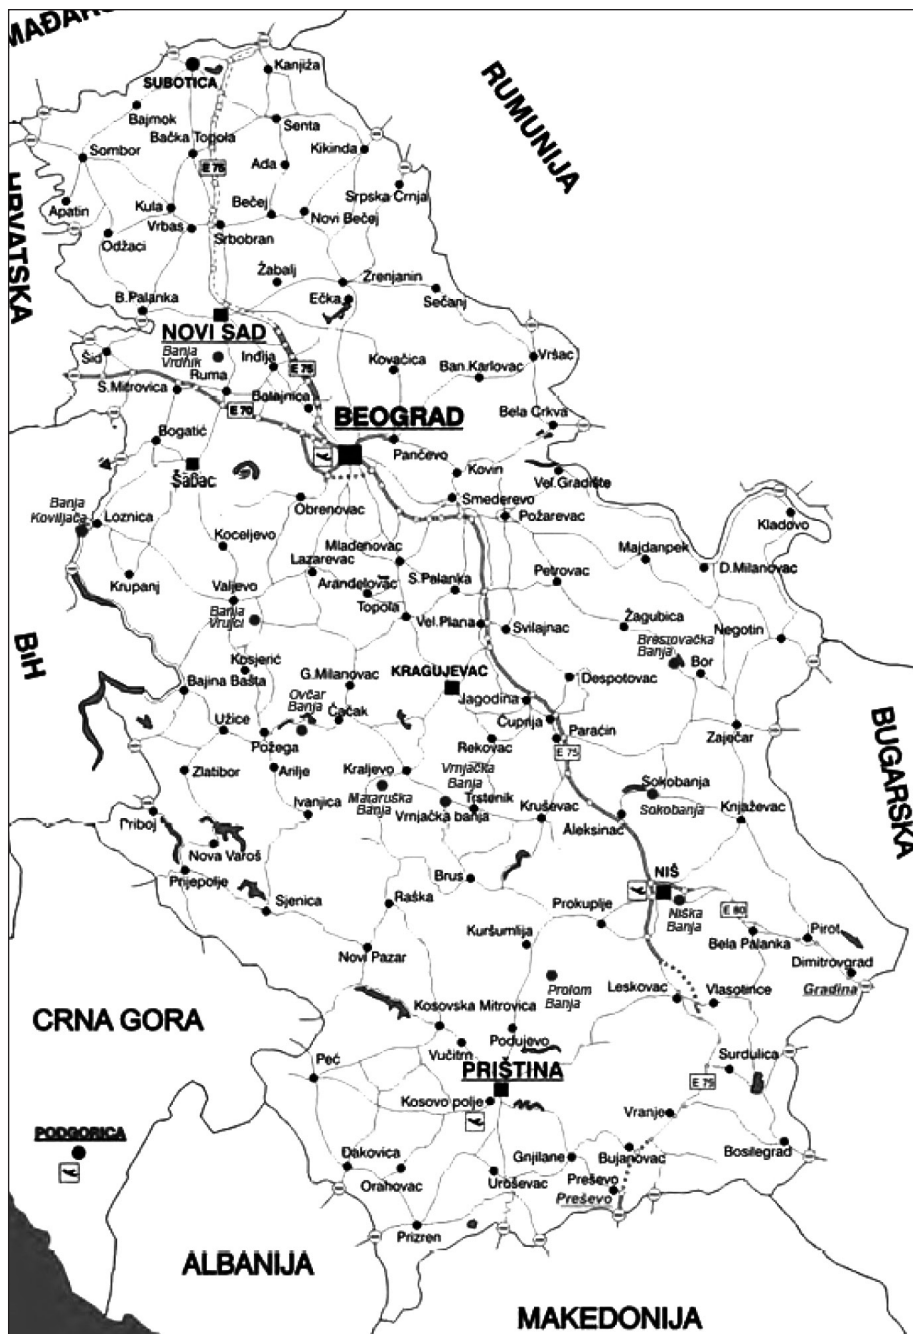 MAĐARS
SUBOTICA
Kanjiža
RUMUNIJA
Bajmok
Senta
Bačka Topola
Kikinda
Sombor
E 75
Ada
Srpska Crnja
HRVATSKA
Apatin
Kula
Bečej
Novi Bečej
Vrbas
Srbobran
Odžaci
Žabalj
Zrenjanin
B.Palanka
Ečka
Sečanj
NOVI SAD
Banja
Vrdnik
Inđija
E 75
Kovačica
Vršac
Šid
Ruma
Ban.Karlovac
S.Mitrovica
Batajnica
E 70
BEOGRAD
Bela Crkva
Bogatić
Pančevo
Šabac
Kovin
Vel.Gradište
Banja
Koviljača
Loznica
Obrenovac
Smederevo
Požarevac
Kladovo
Koceljevo
Mladenovac
Majdanpek
Lazarevac
D.Milanovac
Krupanj
Valjevo
Aranđelovac
S.Palanka
Petrovac
Banja
Vrujci
Topola
Vel.Plana
Svilajnac
Žagubica
Negotin
Brestovačka
Banja
Bor
BiH
Kosjerić
G.Milanovac
KRAGUJEVAC
Bajina Bašta
Ovčar
Banja
Čačak
Jagodina
Despotovac
Užice
Požega
Ćuprija
Paraćin
Zaječar
BUGARSKA
Rekovac
E 75
Zlatibor
Arilje
Kraljevo
Vrnjačka
Banja
Sokobanja
Ivanjica
Mataruška
Banja
Trstenik
Vrnjačka banja
Kruševac
Sokobanja
Knjaževac
Priboj
Aleksinac
Nova Varoš
Prijepolje
Brus
NIŠ
Sjenica
Raška
Prokuplje
Niška
Banja
E 80
Pirot
Kuršumlija
Bela Palanka
Novi Pazar
Dimitrovgrad
Prolom
Banja
Leskovac
Vlasotince
Gradina
CRNA GORA
Kosovska Mitrovica
Podujevo
Peć
Vučitrn
Surdulica
PRIŠTINA
E 75
Kosovo polje
Vranje
PODGORICA
Đakovica
Gnjilane
Bujanovac
Bosilegrad
Orahovac
Uroševac
Preševo
Preševo
Prizren
ALBANIJA
MAKEDONIJA